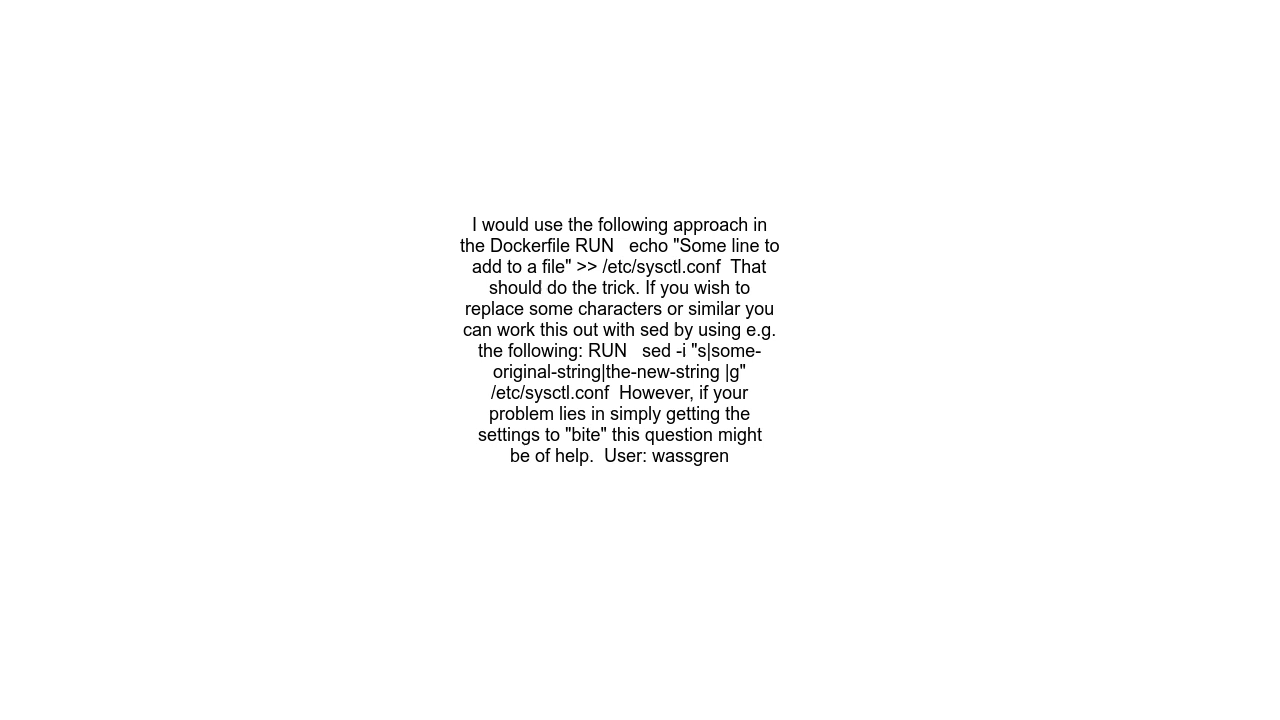 I would use the following approach in
the Dockerfile RUN   echo "Some line to
add to a file" >> /etc/sysctl.conf  That
should do the trick. If you wish to
replace some characters or similar you
can work this out with sed by using e.g.
the following: RUN   sed -i "s|some-
original-string|the-new-string |g"
/etc/sysctl.conf  However, if your
problem lies in simply getting the
settings to "bite" this question might
be of help.  User: wassgren